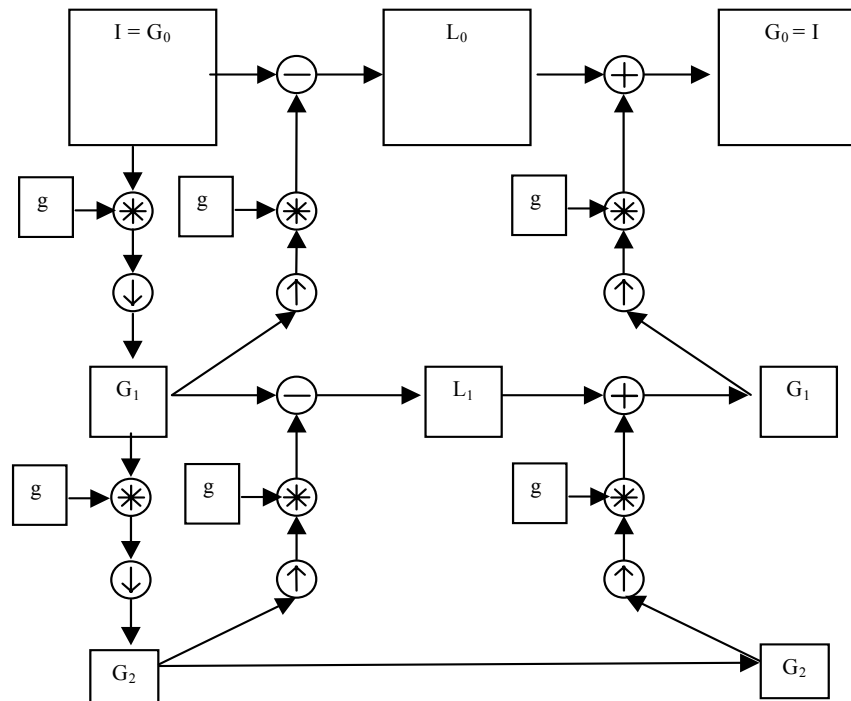 I = G₀ L₀ G₀ = I
g g g
G₁ L₁ G₁
g g g
G₂ G₂